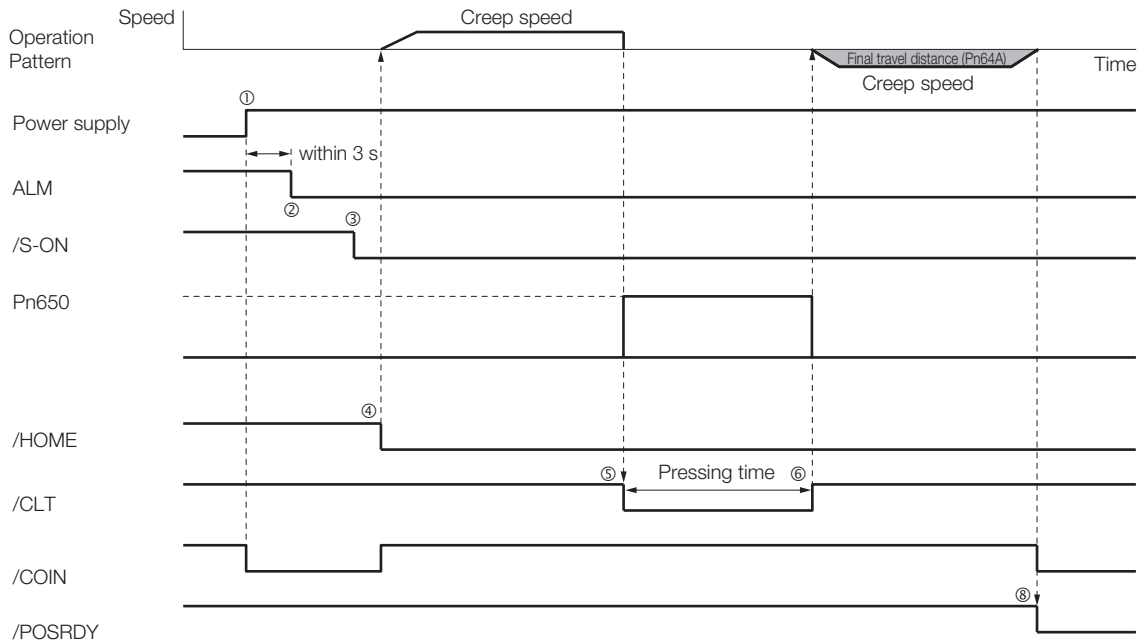 Speed
Creep speed
Operation
Pattern
Final travel distance (Pn64A)
Time
Creep speed
①
Power supply
within 3 s
ALM
②
③
/S-ON
Pn650
④
/HOME
⑤ Pressing time ⑥
/CLT
/COIN
⑧
/POSRDY